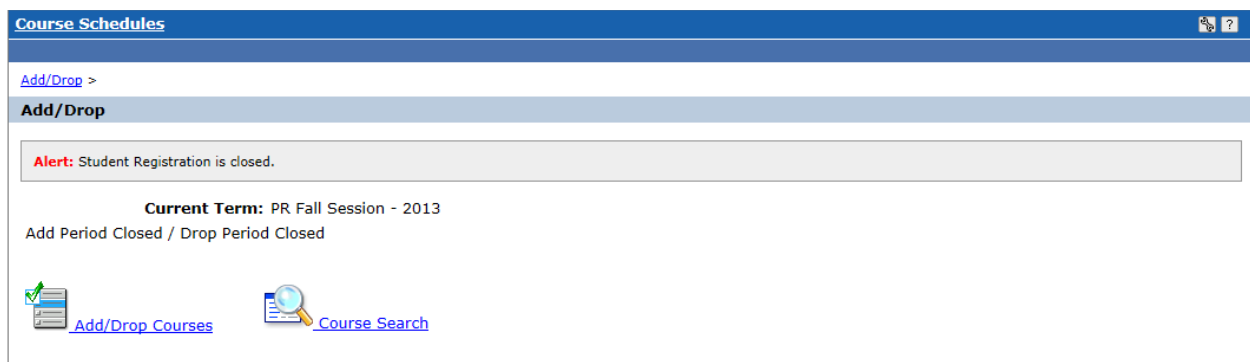 Course Schedules
?
Add/Drop >
Add/Drop
Alert: Student Registration is closed.
Current Term: PR Fall Session - 2013
Add Period Closed / Drop Period Closed
Add/Drop Courses Course Search